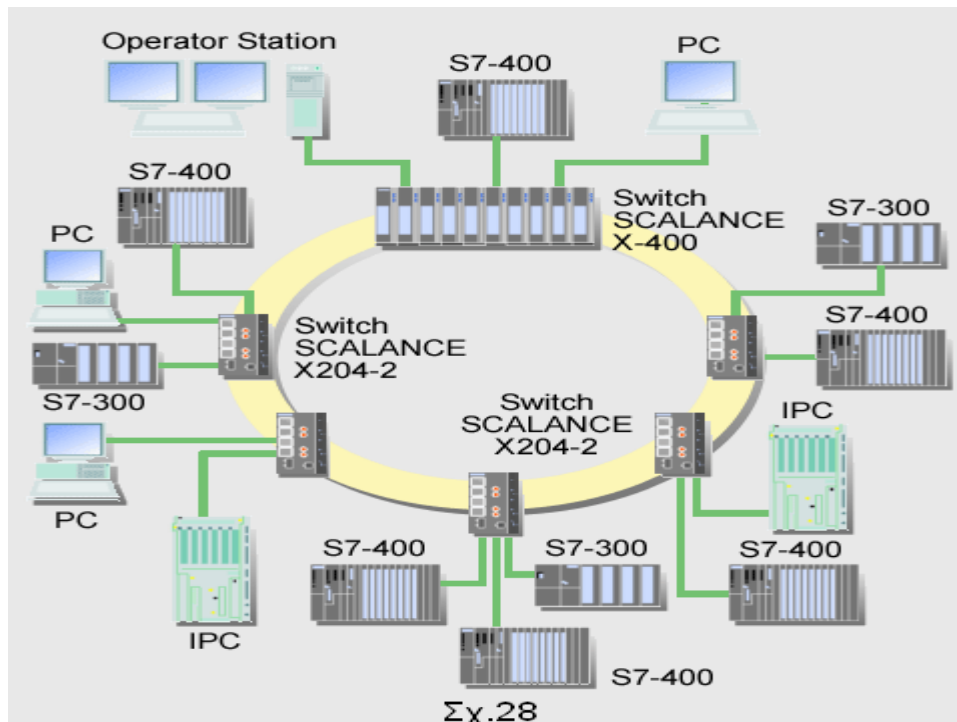 Operator Station
S7-400
PC
S7-400
Switch
SCALANCE
X-400
S7-300
PC
S7-400
Switch
SCALANCE
X204-2
S7-300
Switch
SCALANCE
X204-2
IPC
PC
S7-400
S7-300
S7-400
IPC
S7-400
Σχ.28